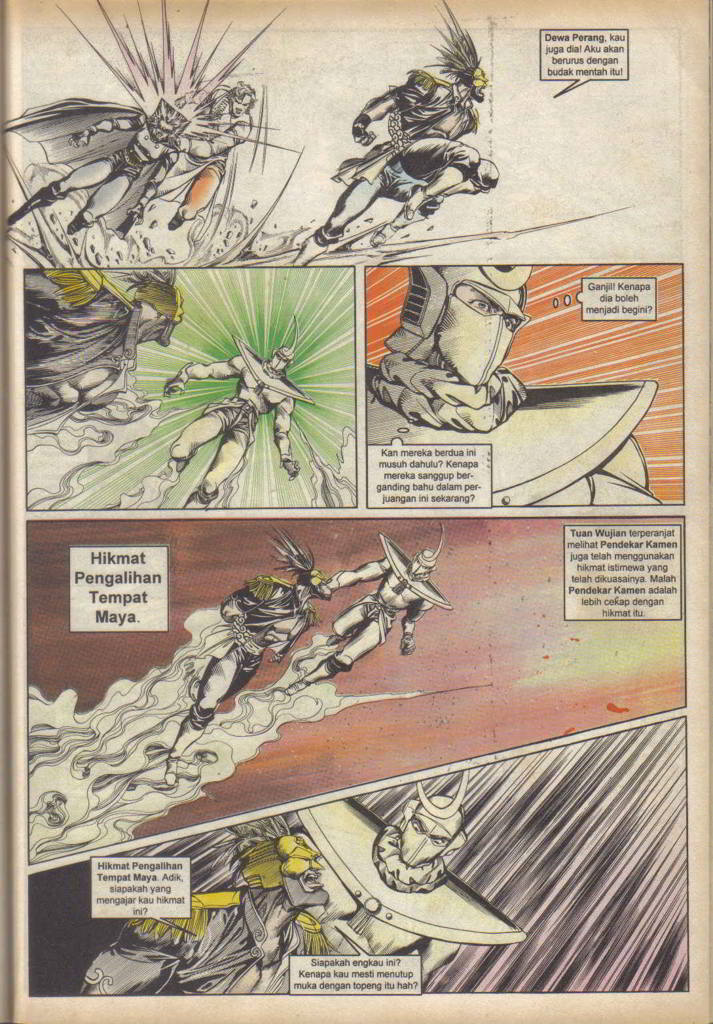 Dewa Perang, kau
juga dia! Aku akan
berurus dengan
budak mentah itu!
Ganjil! Kenapa
dia boleh
menjadi begini?
Kan mereka berdua ini
musuh dahulu? Kenapa
mereka sanggup ber-
ganding bahu dalam per-
juangan ini sekarang?
Hikmat
Pengalihan
Tempat
Maya.
Tuan Wujian terperanjat
melihat Pendekar Kamen
juga telah menggunakan
hikmat istimewa yang
telah dikuasainya. Malah
Pendekar Kamen adalah
lebih cekap dengan
hikmat itu.
Hikmat Pengalihan
Tempat Maya. Adik,
siapakah yang
mengajar kau hikmat
ini?
Siapakah engkau ini?
Kenapa kau mesti menutup
muka dengan topeng itu hah?